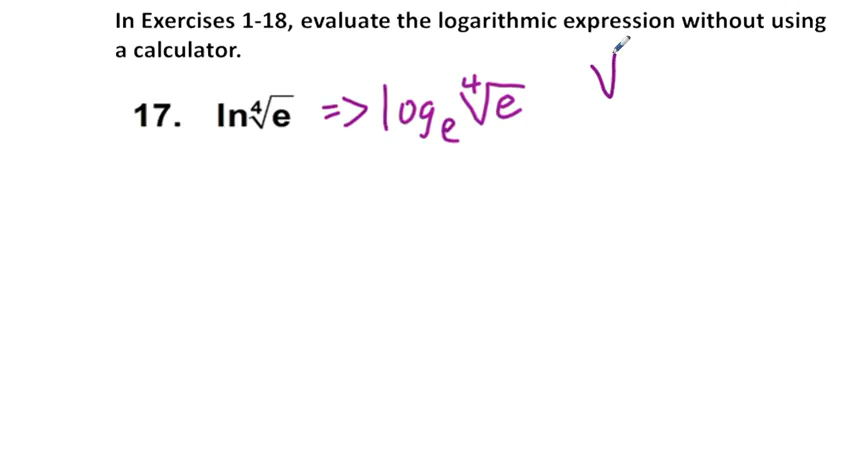 In Exercises 1-18, evaluate the logarithmic expression without using
a calculator.
17. ln∜e => logₑ ∜e √